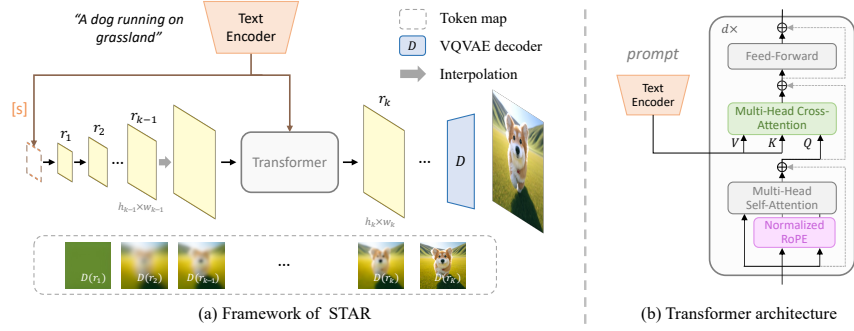 “A dog running on
grassland”
Text
Encoder
Token map
D
VQVAE decoder
Interpolation
[s]
r₁
r₂
...
rₖ₋₁
hₖ₋₁×wₖ₋₁
Transformer
rₖ
hₖ×wₖ
...
D
D(r₁)
D(r₂)
D(rₖ₋₁)
...
D(rₖ)
D(r_K)
(a) Framework of STAR
prompt
Text
Encoder
d×
Feed-Forward
Multi-Head Cross-
Attention
V
K
Q
Multi-Head
Self-Attention
Normalized
RoPE
(b) Transformer architecture